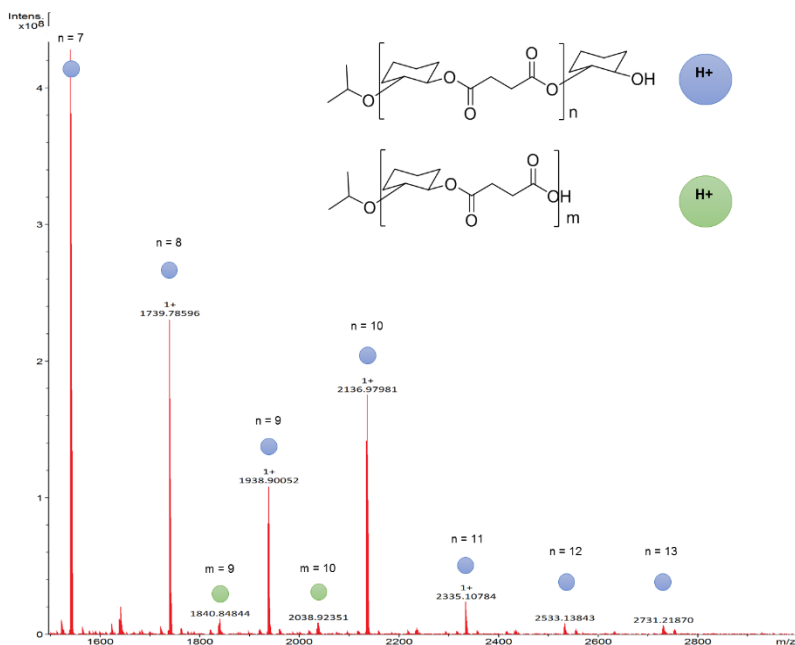 Intens.
x10⁸
n = 7
4
3
2
1
0
O
O
O
O
O
OH
n
H+
O
O
O
O
OH
m
H+
n = 8
1+
1739.78596
n = 10
1+
2136.97981
n = 9
1+
1938.90052
m = 9
1840.84844
m = 10
2038.92351
n = 11
1+
2335.10784
n = 12
2533.13843
n = 13
2731.21870
1600
1800
2000
2200
2400
2600
2800
m/z